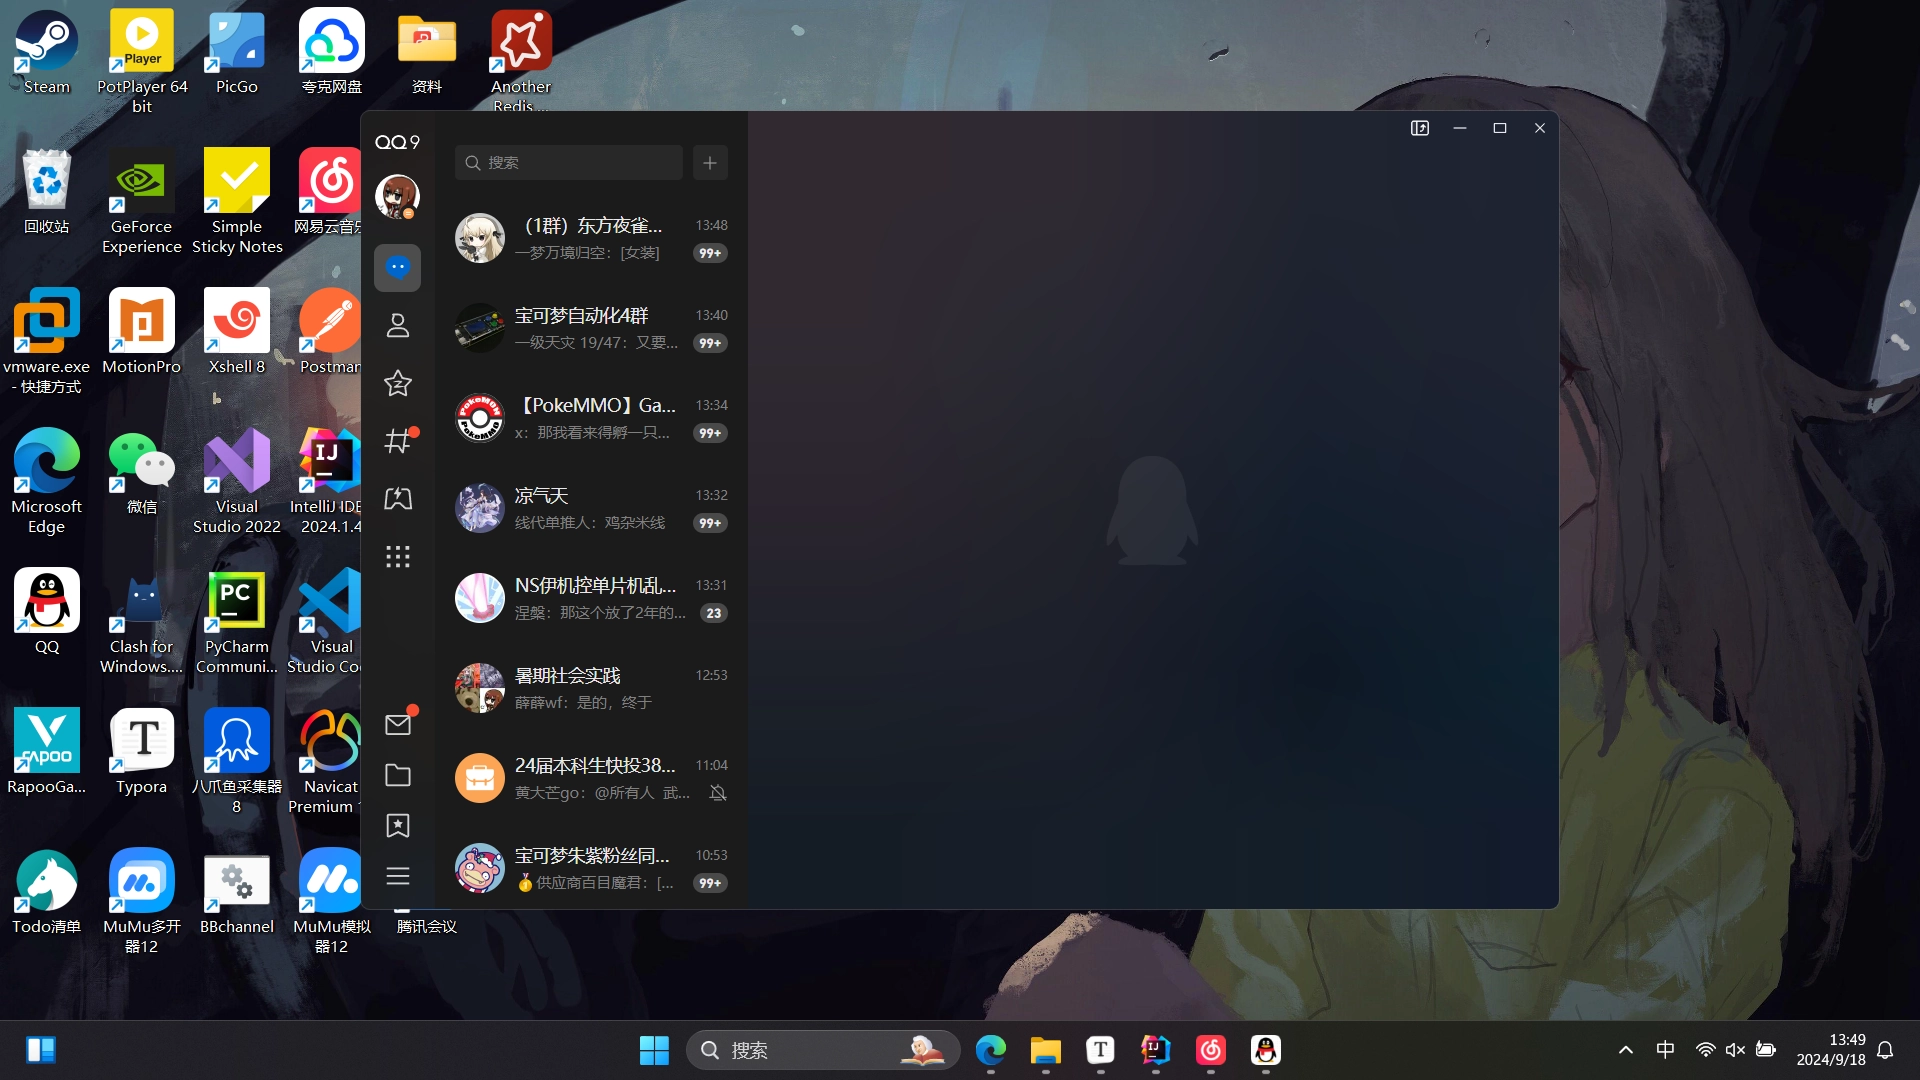 Steam
PotPlayer 64
bit
PicGo
夸克网盘
资料
Another
Redis ...
回收站
GeForce
Experience
Simple
Sticky Notes
网易云音乐
vmware.exe
- 快捷方式
MotionPro
Xshell 8
Postman
Microsoft
Edge
微信
Visual
Studio 2022
IntelliJ IDE
2024.1.4
QQ
Clash for
Windows....
PyCharm
Communi...
Visual
Studio Co
RapooGa...
Typora
八爪鱼采集器
8
Navicat
Premium
Todo清单
MuMu多开
器12
BBchannel
MuMu模拟
器12
腾讯会议
QQ9
搜索
（1群）东方夜雀...
13:48
一梦万境归空：[女装]
99+
宝可梦自动化4群
13:40
一级天灾 19/47：又要...
99+
【PokeMMO】Ga...
13:34
x：那我看来得孵一只...
99+
凉气天
13:32
线代单推人：鸡杂米线
99+
NS伊机控单片机乱...
13:31
涅槃：那这个放了2年的...
23
暑期社会实践
12:53
薛薛wf：是的，终于
24届本科生快投38...
11:04
黄大芒go：@所有人 武...
宝可梦朱紫粉丝同...
10:53
供应商百目魔君：[...
99+
搜索
中
13:49
2024/9/18